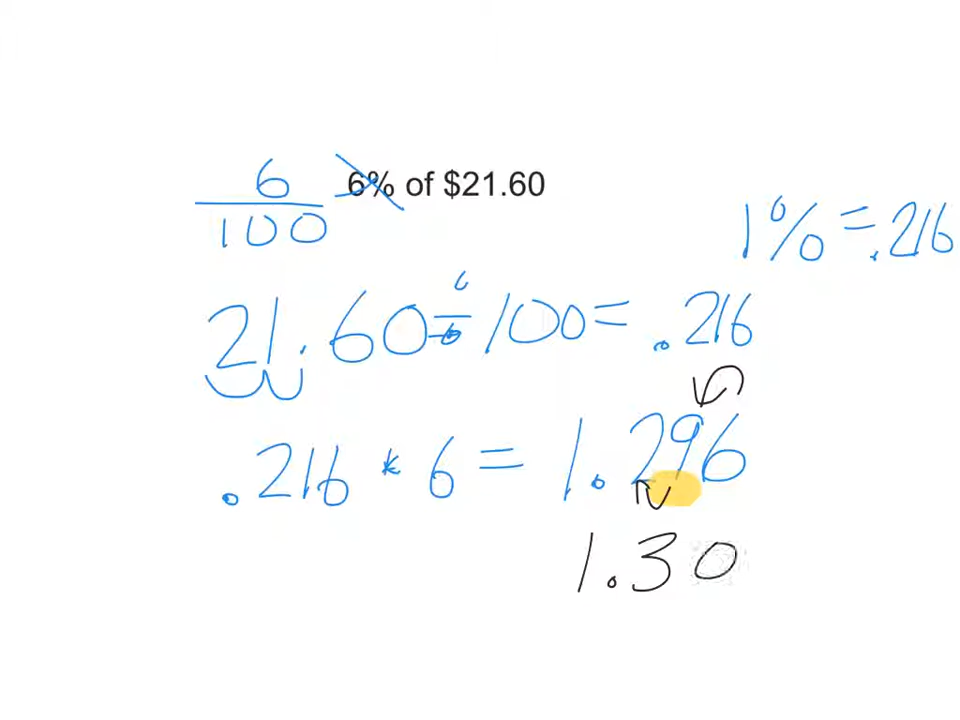 6
100
6% of $21.60
1% = .216
21.60 ÷ 100 = .216
.216 * 6 = 1.296
1.30